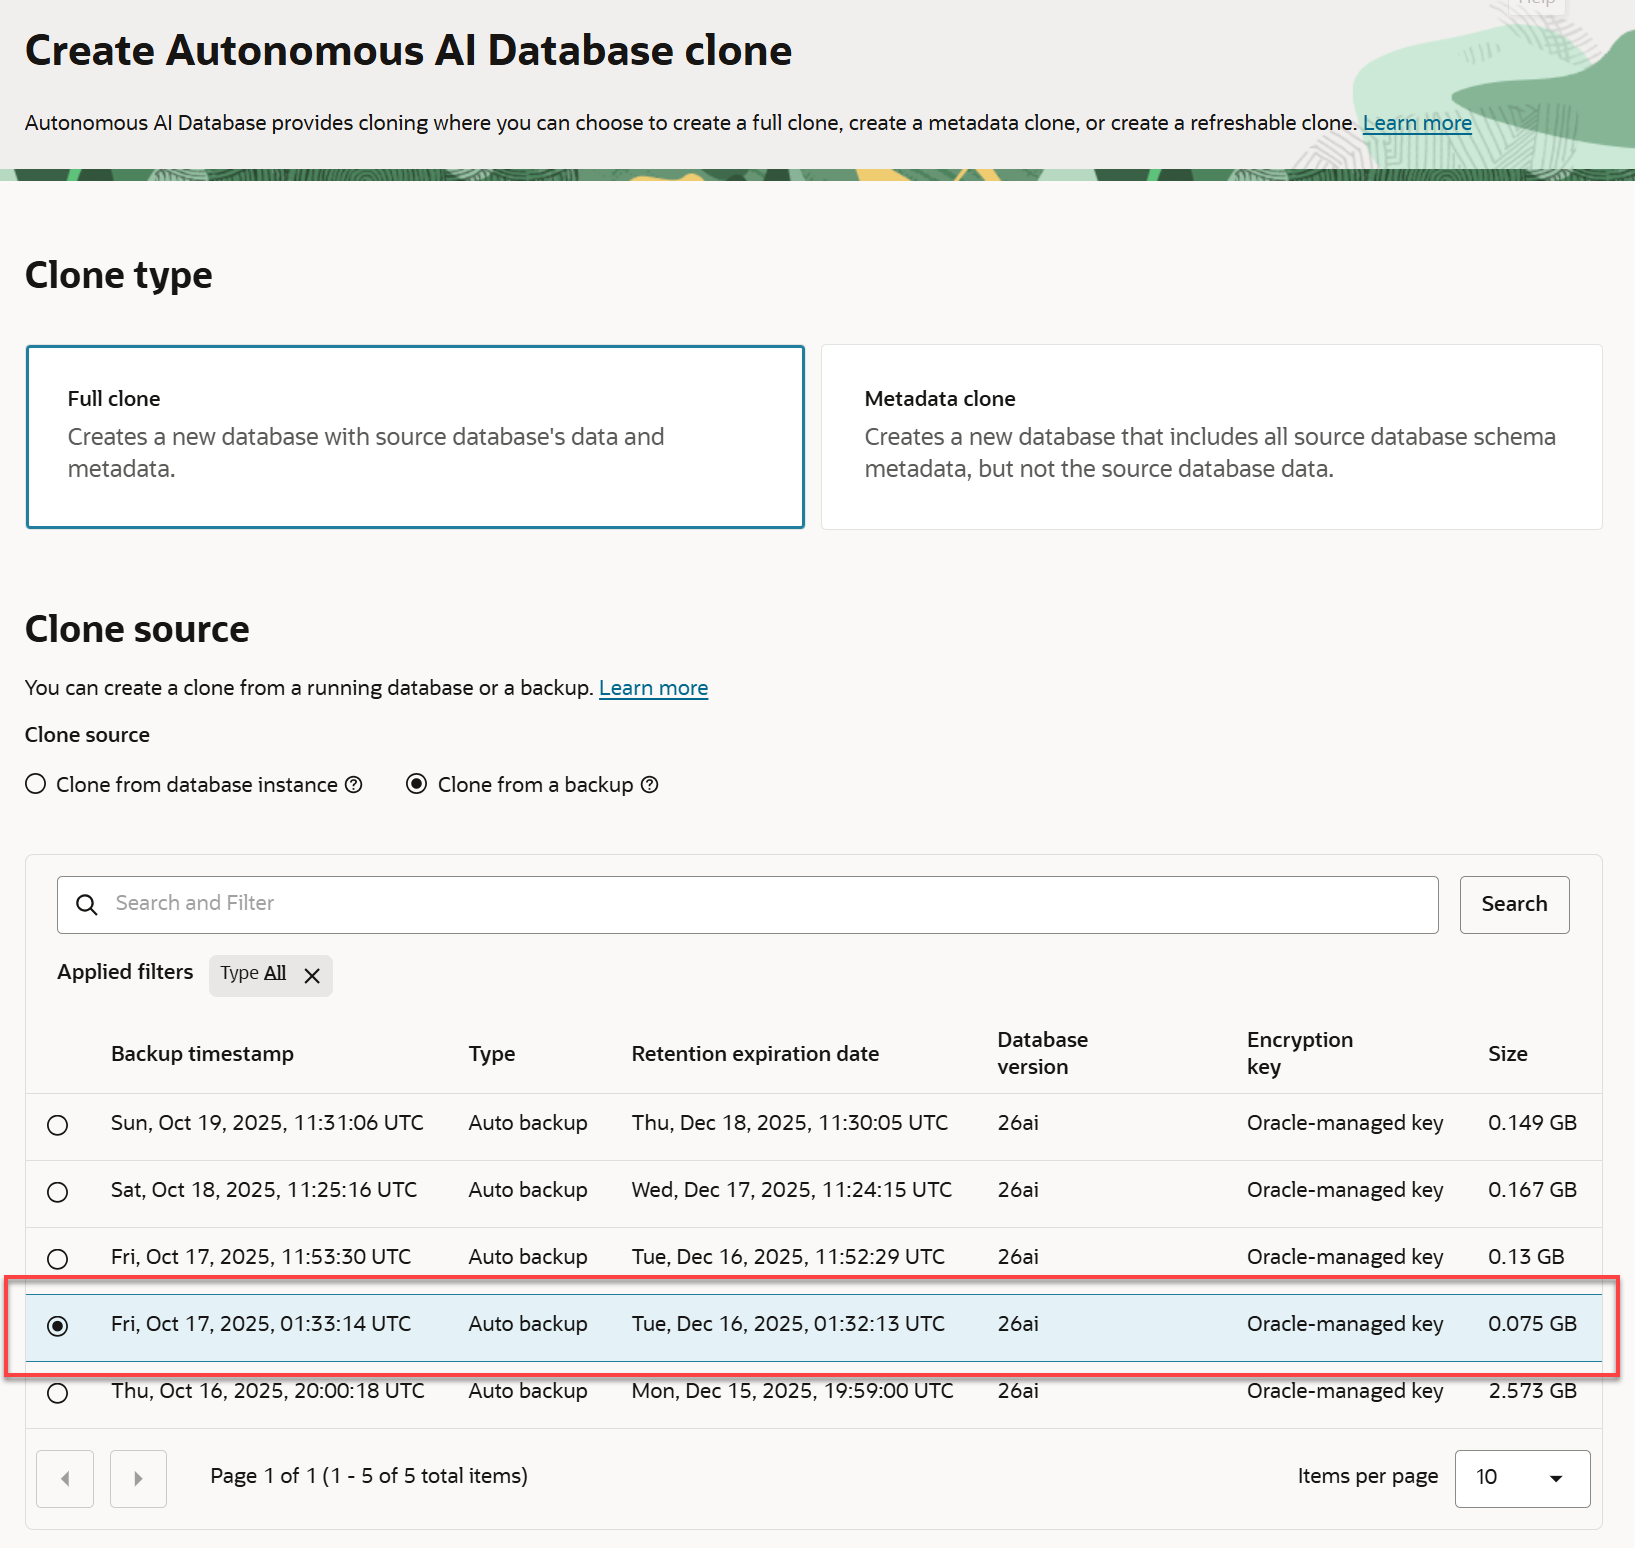 Help
Create Autonomous AI Database clone
Autonomous AI Database provides cloning where you can choose to create a full clone, create a metadata clone, or create a refreshable clone. Learn more
Clone type
Full clone
Creates a new database with source database's data and
metadata.
Metadata clone
Creates a new database that includes all source database schema
metadata, but not the source database data.
Clone source
You can create a clone from a running database or a backup. Learn more
Clone source
Clone from database instance Clone from a backup
Search and Filter Search
Applied filters Type All
Backup timestamp Type Retention expiration date Database version Encryption key Size
Sun, Oct 19, 2025, 11:31:06 UTC Auto backup Thu, Dec 18, 2025, 11:30:05 UTC 26ai Oracle-managed key 0.149 GB
Sat, Oct 18, 2025, 11:25:16 UTC Auto backup Wed, Dec 17, 2025, 11:24:15 UTC 26ai Oracle-managed key 0.167 GB
Fri, Oct 17, 2025, 11:53:30 UTC Auto backup Tue, Dec 16, 2025, 11:52:29 UTC 26ai Oracle-managed key 0.13 GB
Fri, Oct 17, 2025, 01:33:14 UTC Auto backup Tue, Dec 16, 2025, 01:32:13 UTC 26ai Oracle-managed key 0.075 GB
Thu, Oct 16, 2025, 20:00:18 UTC Auto backup Mon, Dec 15, 2025, 19:59:00 UTC 26ai Oracle-managed key 2.573 GB
Page 1 of 1 (1 - 5 of 5 total items) Items per page 10